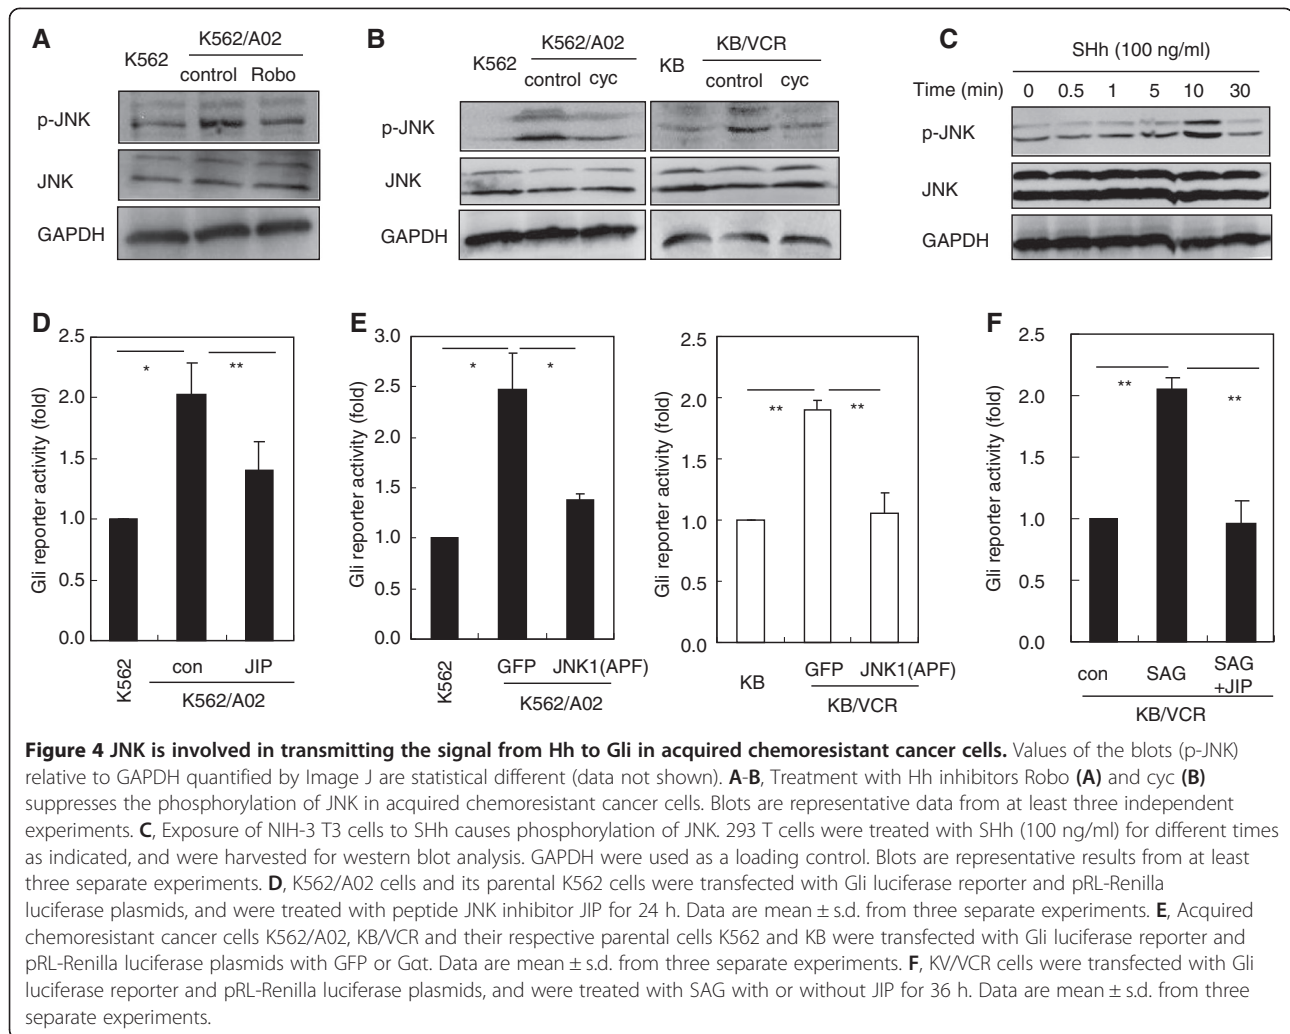 A
K562/A02
K562
control Robo
p-JNK
JNK
GAPDH
B
K562/A02
KB/VCR
K562
control cyc
KB
control cyc
p-JNK
JNK
GAPDH
C
SHh (100 ng/ml)
Time (min) 0 0.5 1 5 10 30
p-JNK
JNK
GAPDH
D
Gli reporter activity (fold)
2.5
2.0
1.5
1.0
0.5
0.0
* **
K562
con JIP
K562/A02
E
Gli reporter activity (fold)
3.0
2.5
2.0
1.5
1.0
0.5
0.0
* *
K562
GFP JNK1(APF)
K562/A02
Gli reporter activity (fold)
2.5
2.0
1.5
1.0
0.5
0.0
** **
KB
GFP JNK1(APF)
KB/VCR
F
Gli reporter activity (fold)
2.5
2.0
1.5
1.0
0.5
0.0
** **
con SAG SAG
+JIP
KB/VCR
Figure 4 JNK is involved in transmitting the signal from Hh to Gli in acquired chemoresistant cancer cells. Values of the blots (p-JNK)
relative to GAPDH quantified by Image J are statistical different (data not shown). A-B, Treatment with Hh inhibitors Robo (A) and cyc (B)
suppresses the phosphorylation of JNK in acquired chemoresistant cancer cells. Blots are representative data from at least three independent
experiments. C, Exposure of NIH-3 T3 cells to SHh causes phosphorylation of JNK. 293 T cells were treated with SHh (100 ng/ml) for different times
as indicated, and were harvested for western blot analysis. GAPDH were used as a loading control. Blots are representative results from at least
three separate experiments. D, K562/A02 cells and its parental K562 cells were transfected with Gli luciferase reporter and pRL-Renilla
luciferase plasmids, and were treated with peptide JNK inhibitor JIP for 24 h. Data are mean ± s.d. from three separate experiments. E, Acquired
chemoresistant cancer cells K562/A02, KB/VCR and their respective parental cells K562 and KB were transfected with Gli luciferase reporter and
pRL-Renilla luciferase plasmids with GFP or Gαt. Data are mean ± s.d. from three separate experiments. F, KV/VCR cells were transfected with Gli
luciferase reporter and pRL-Renilla luciferase plasmids, and were treated with SAG with or without JIP for 36 h. Data are mean ± s.d. from three
separate experiments.